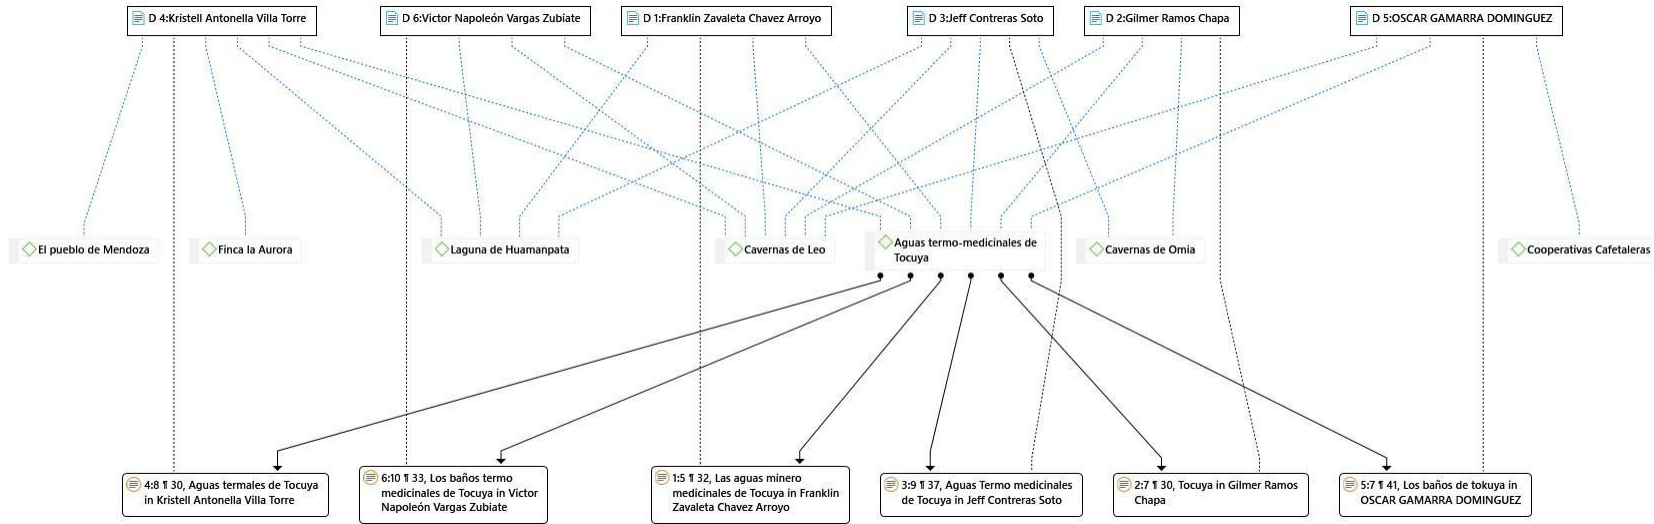 D 4:Kristell Antonella Villa Torre
D 6:Victor Napoleón Vargas Zubiate
D 1:Franklin Zavaleta Chavez Arroyo
D 3:Jeff Contreras Soto
D 2:Gilmer Ramos Chapa
D 5:OSCAR GAMARRA DOMINGUEZ
El pueblo de Mendoza
Finca la Aurora
Laguna de Huamanpata
Cavernas de Leo
Aguas termo-medicinales de
Tocuya
Cavernas de Omia
Cooperativas Cafetaleras
4:8 ¶ 30, Aguas termales de Tocuya
in Kristell Antonella Villa Torre
6:10 ¶ 33, Los baños termo
medicinales de Tocuya in Victor
Napoleón Vargas Zubiate
1:5 ¶ 32, Las aguas minero
medicinales de Tocuya in Franklin
Zavaleta Chavez Arroyo
3:9 ¶ 37, Aguas Termo medicinales
de Tocuya in Jeff Contreras Soto
2:7 ¶ 30, Tocuya in Gilmer Ramos
Chapa
5:7 ¶ 41, Los baños de tokuya in
OSCAR GAMARRA DOMINGUEZ